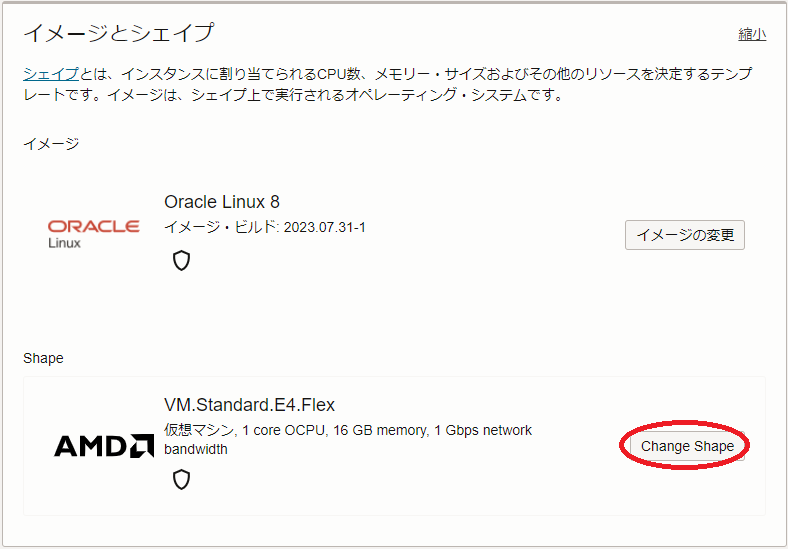 イメージとシェイプ
縮小
シェイプとは、インスタンスに割り当てられるCPU数、メモリー・サイズおよびその他のリソースを決定するテンプ
レートです。イメージは、シェイプ上で実行されるオペレーティング・システムです。
イメージ
ORACLE
Linux
Oracle Linux 8
イメージ・ビルド: 2023.07.31-1
イメージの変更
Shape
AMD
VM.Standard.E4.Flex
仮想マシン, 1 core OCPU, 16 GB memory, 1 Gbps network
bandwidth
Change Shape